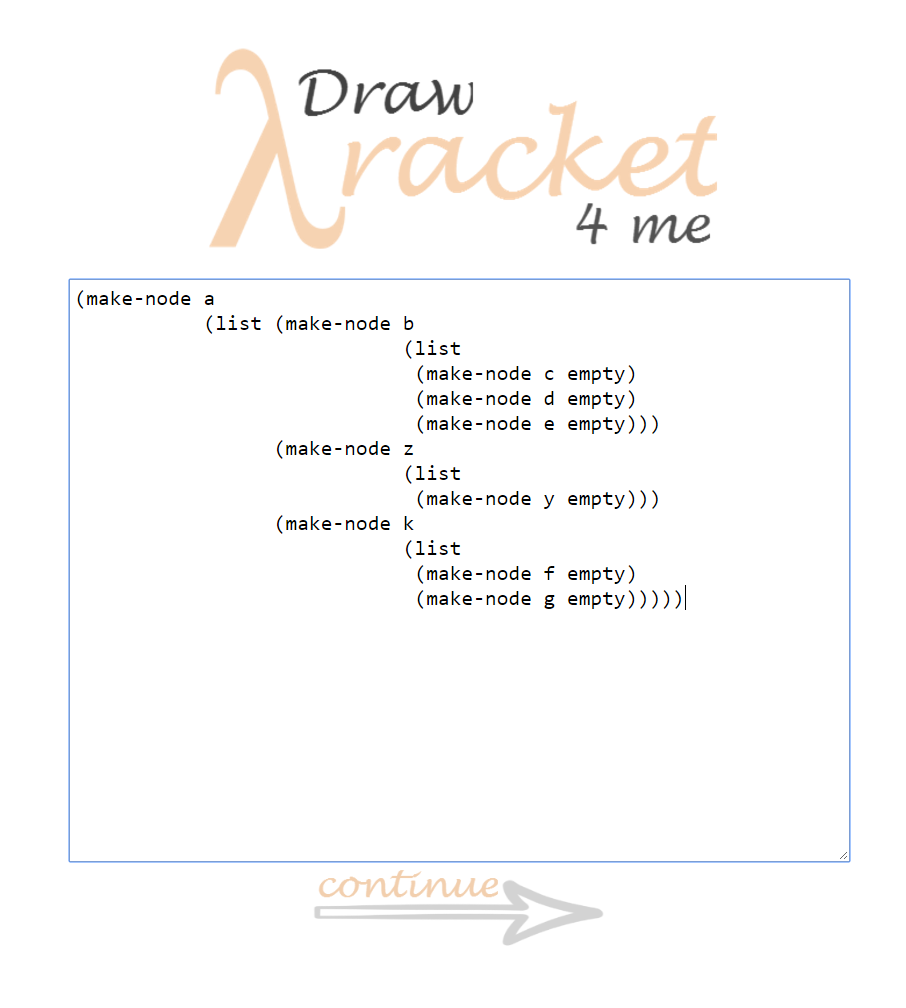 Draw
racket
4 me
(make-node a
           (list (make-node b
                            (list
                             (make-node c empty)
                             (make-node d empty)
                             (make-node e empty)))
                 (make-node z
                            (list
                             (make-node y empty)))
                 (make-node k
                            (list
                             (make-node f empty)
                             (make-node g empty)))))
continue